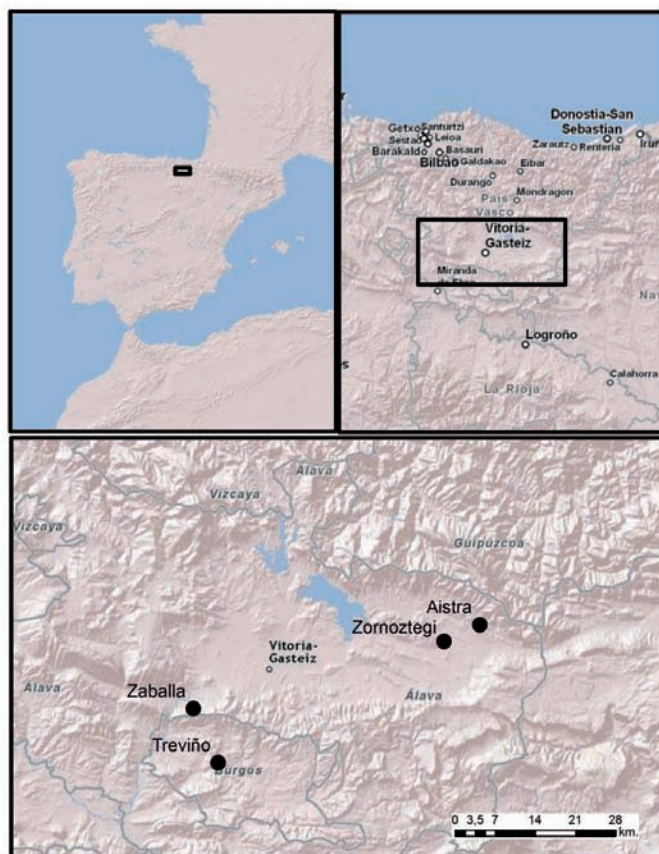 Getxo
Santurtzi
Sestao
Leioa
Barakaldo
Basauri
Bilbao
Galdakao
Durango
Eibar
Mondragon
Zarautz
Renteria
Donostia-San
Sebastian
Pais
Vasco
Vitoria-
Gasteiz
Miranda
Logroño
La Rioja
Calahorra
Vizcaya
Álava
Vizcaya
Guipúzcoa
Aistra
Zornoztegi
Vitoria-
Gasteiz
Zaballa
Álava
Álava
Treviño
Burgos
0 3,5 7 14 21 28
km.